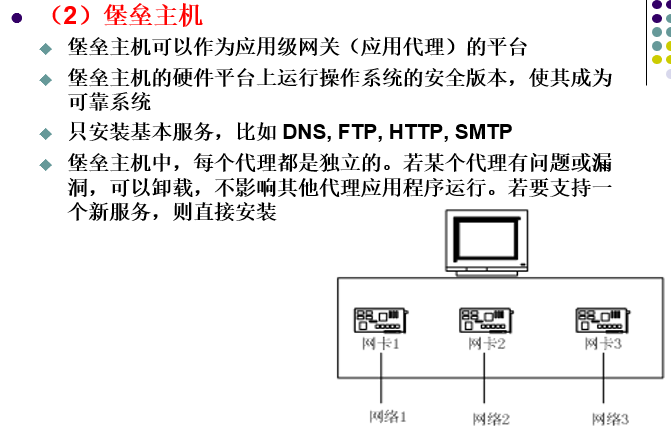 （2）堡垒主机
堡垒主机可以作为应用级网关（应用代理）的平台
堡垒主机的硬件平台上运行操作系统的安全版本，使其成为
可靠系统
只安装基本服务，比如 DNS, FTP, HTTP, SMTP
堡垒主机中，每个代理都是独立的。若某个代理有问题或漏
洞，可以卸载，不影响其他代理应用程序运行。若要支持一
个新服务，则直接安装
网卡1 网卡2 网卡3
网络1 网络2 网络3